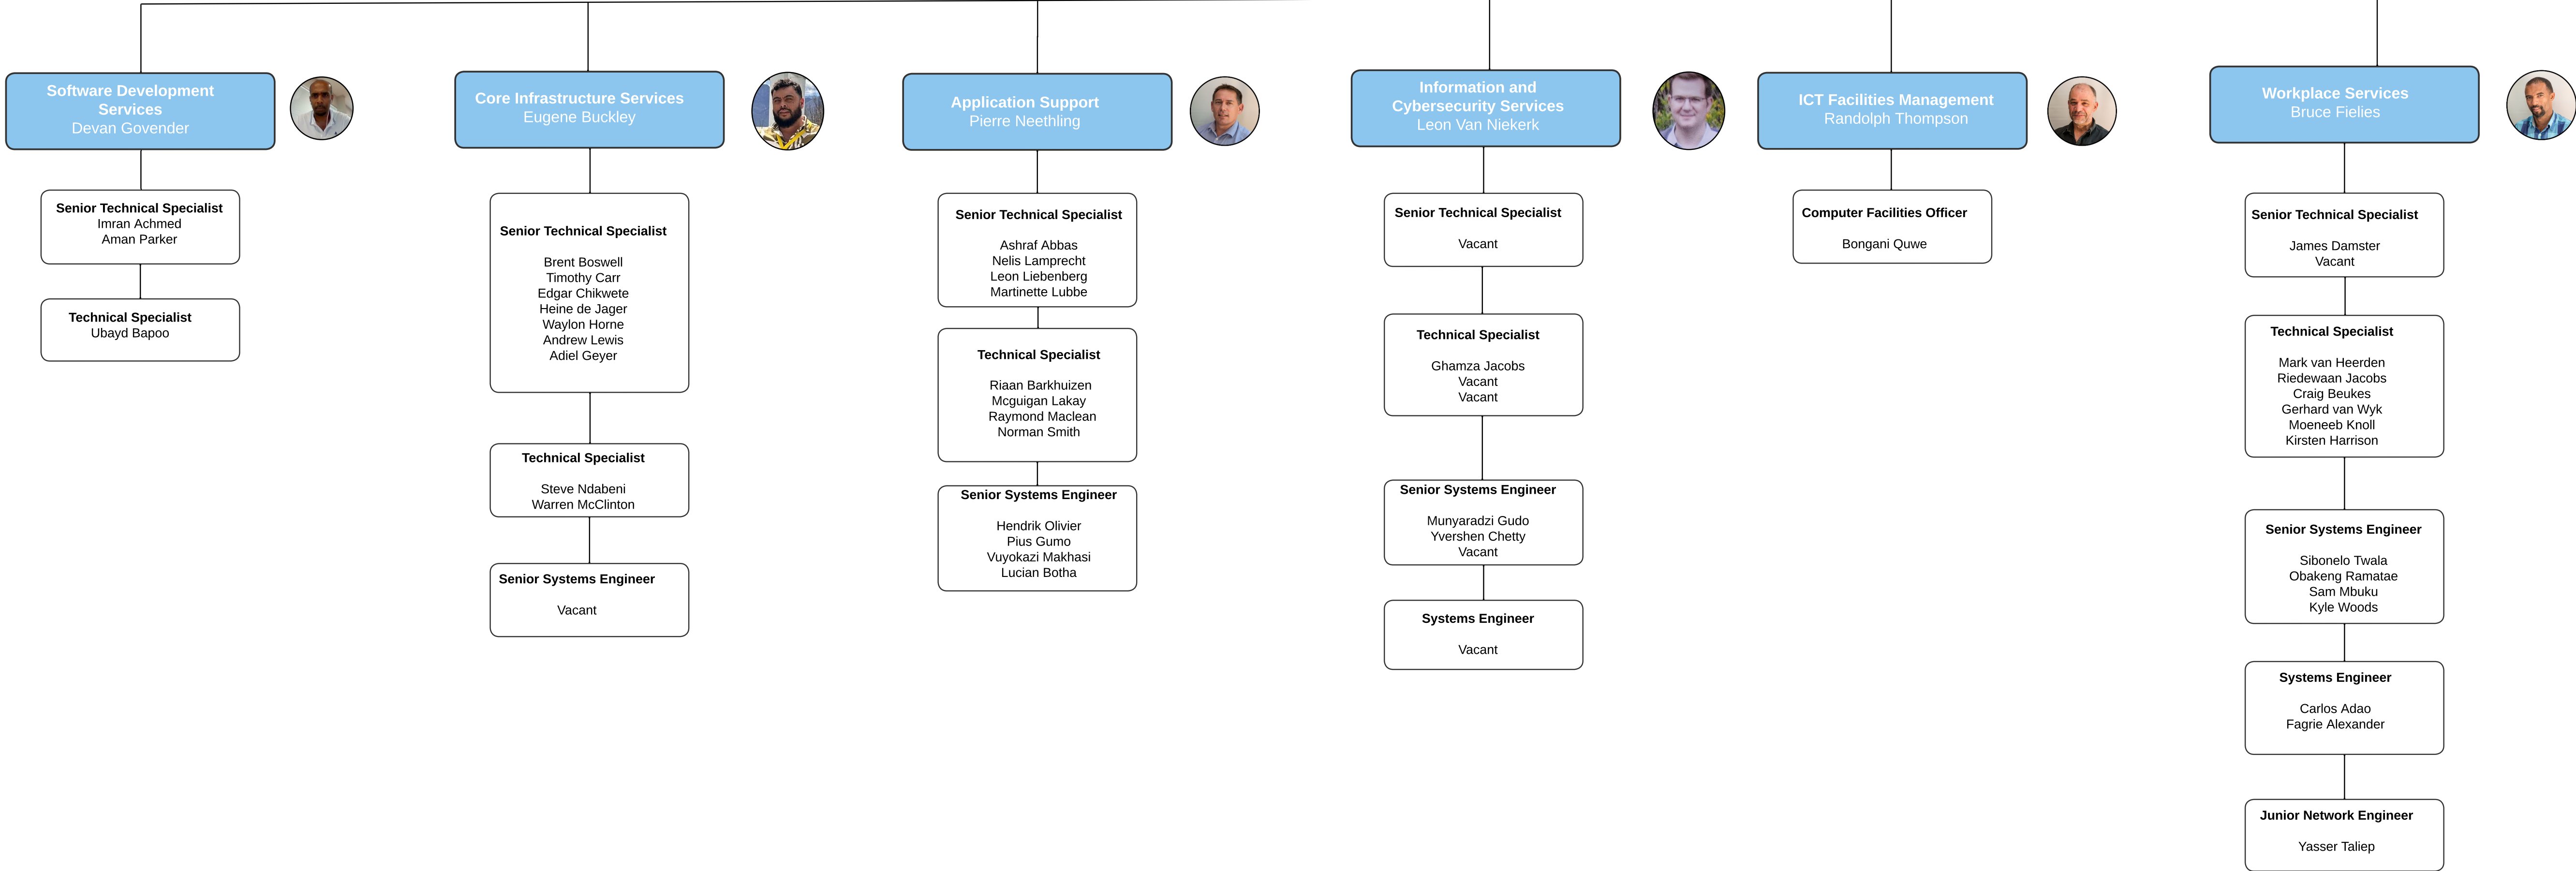 Software Development
Services
Devan Govender
Senior Technical Specialist
Imran Achmed
Aman Parker
Technical Specialist
Ubayd Bapoo
Core Infrastructure Services
Eugene Buckley
Senior Technical Specialist
Brent Boswell
Timothy Carr
Edgar Chikwete
Heine de Jager
Waylon Horne
Andrew Lewis
Adiel Geyer
Technical Specialist
Steve Ndabeni
Warren McClinton
Senior Systems Engineer
Vacant
Application Support
Pierre Neethling
Senior Technical Specialist
Ashraf Abbas
Nelis Lamprecht
Leon Liebenberg
Martinette Lubbe
Technical Specialist
Riaan Barkhuizen
Mcguigan Lakay
Raymond Maclean
Norman Smith
Senior Systems Engineer
Hendrik Olivier
Pius Gumo
Vuyokazi Makhasi
Lucian Botha
Information and
Cybersecurity Services
Leon Van Niekerk
Senior Technical Specialist
Vacant
Technical Specialist
Ghamza Jacobs
Vacant
Vacant
Senior Systems Engineer
Munyaradzi Gudo
Yvershen Chetty
Vacant
Systems Engineer
Vacant
ICT Facilities Management
Randolph Thompson
Computer Facilities Officer
Bongani Quwe
Workplace Services
Bruce Fielies
Senior Technical Specialist
James Damster
Vacant
Technical Specialist
Mark van Heerden
Riedewaan Jacobs
Craig Beukes
Gerhard van Wyk
Moeneeb Knoll
Kirsten Harrison
Senior Systems Engineer
Sibonelo Twala
Obakeng Ramatae
Sam Mbuku
Kyle Woods
Systems Engineer
Carlos Adao
Fagrie Alexander
Junior Network Engineer
Yasser Taliep